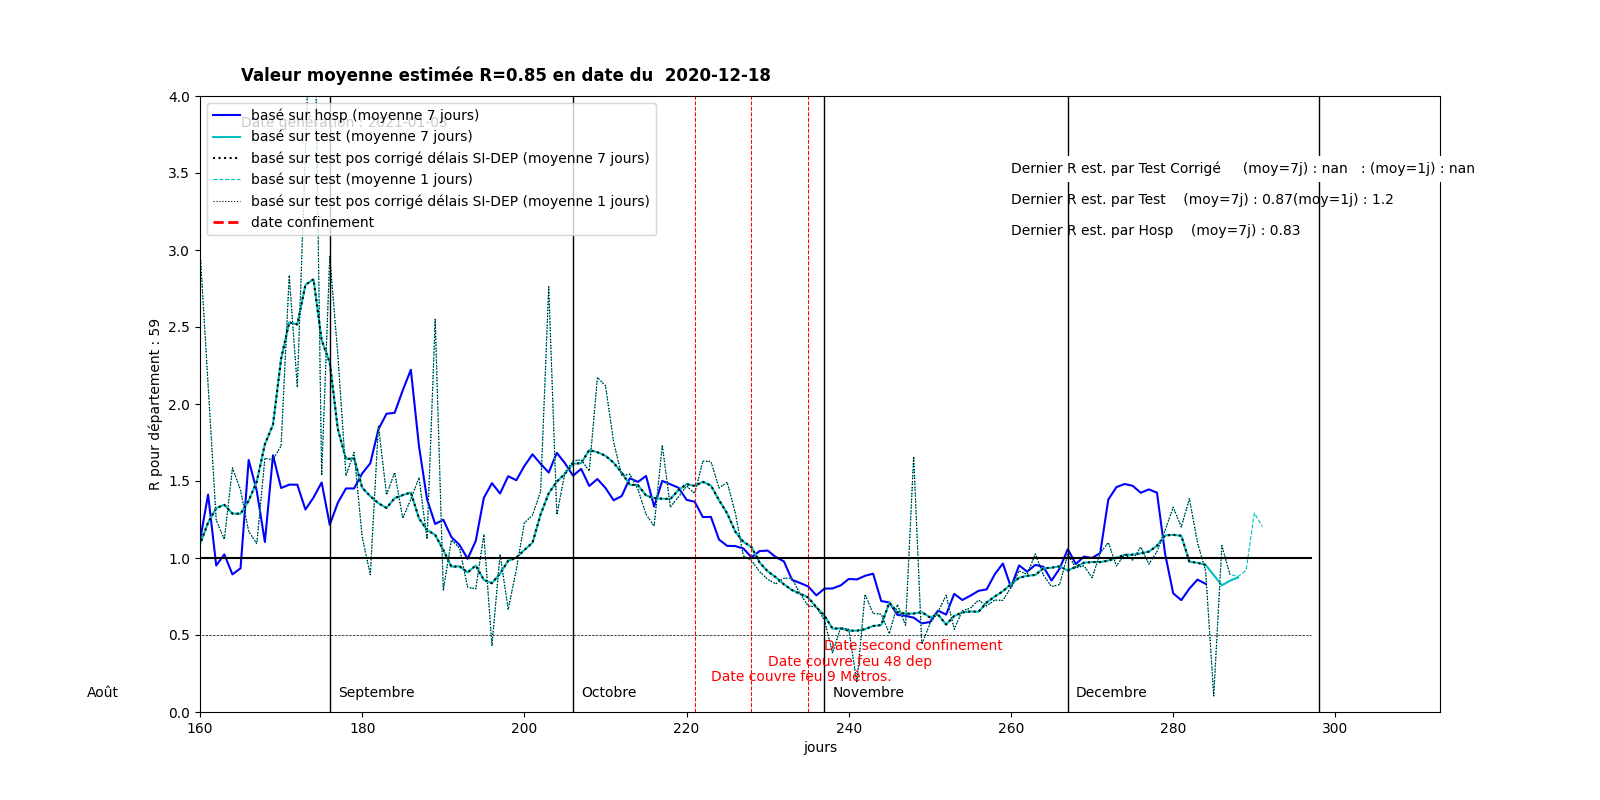 Valeur moyenne estimée R=0.85 en date du  2020-12-18
Date génération : 2021-01-03
basé sur hosp (moyenne 7 jours)
basé sur test (moyenne 7 jours)
basé sur test pos corrigé délais SI-DEP (moyenne 7 jours)
basé sur test (moyenne 1 jours)
basé sur test pos corrigé délais SI-DEP (moyenne 1 jours)
date confinement
Dernier R est. par Test Corrigé     (moy=7j) : nan   : (moy=1j) : nan
Dernier R est. par Test    (moy=7j) : 0.87(moy=1j) : 1.2
Dernier R est. par Hosp    (moy=7j) : 0.83
4.0
3.5
3.0
2.5
2.0
1.5
1.0
0.5
0.0
R pour département : 59
Date second confinement
Date couvre feu 48 dep
Date couvre feu 9 Métros.
Août
Septembre
Octobre
Novembre
Decembre
160 180 200 220 240 260 280 300
jours